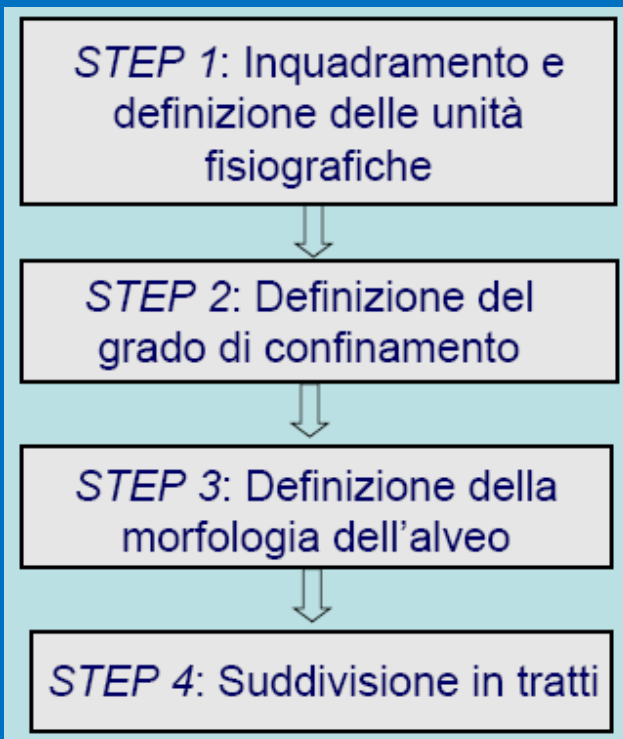 STEP 1: Inquadramento e
definizione delle unità
fisiografiche
STEP 2: Definizione del
grado di confinamento
STEP 3: Definizione della
morfologia dell’alveo
STEP 4: Suddivisione in tratti